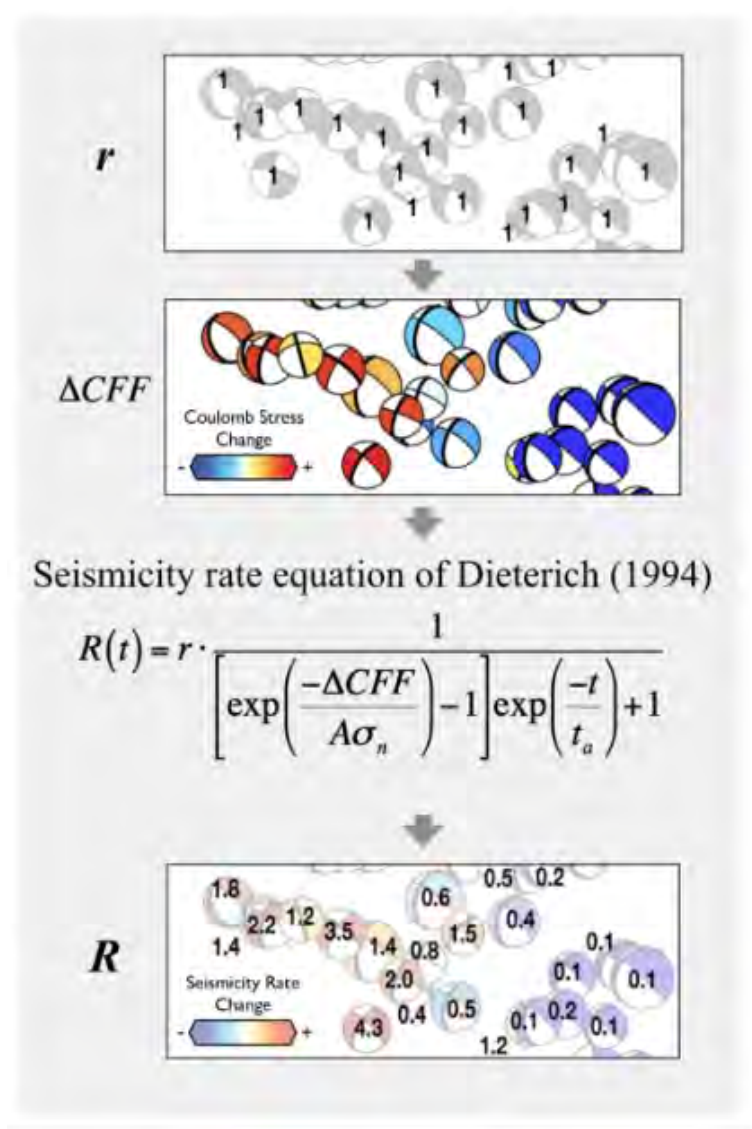 1 1
1 1
1 1 1 1 1
1 1 1 1 1
1 1 1 1 1
1 1 1 1 1
1 1
r
ΔCFF
Coulomb Stress
Change
- +
Seismicity rate equation of Dieterich (1994)
R(t) = r · 1 / ([exp(-ΔCFF / Aσn) - 1] exp(-t / ta) + 1)
R
0.5 0.2
1.8 0.6
2.2 1.2 3.5 1.5 0.4
1.4 1.4 0.8 0.1
2.0 0.1 0.1
Seismicity Rate
Change
- +
4.3 0.4 0.5 0.1 0.2 0.1
1.2